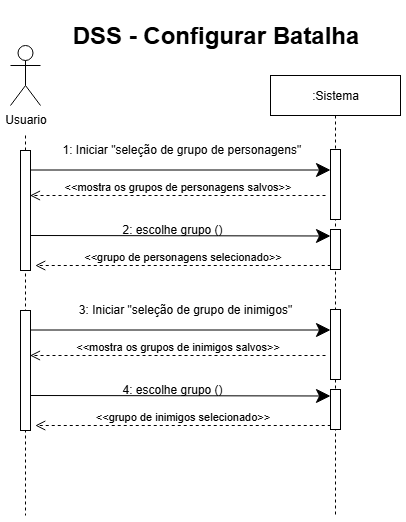 DSS - Configurar Batalha
Usuario
:Sistema
1: Iniciar "seleção de grupo de personagens"
<<mostra os grupos de personagens salvos>>
2: escolhe grupo ()
<<grupo de personagens selecionado>>
3: Iniciar "seleção de grupo de inimigos"
<<mostra os grupos de inimigos salvos>>
4: escolhe grupo ()
<<grupo de inimigos selecionado>>